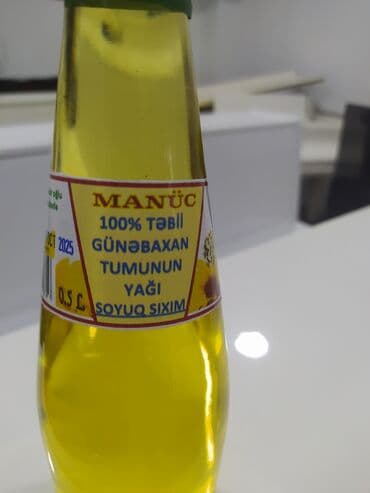 MANÜC
100% TƏBİİ
GÜNƏBAXAN
TUMUNUN
YAĞI
SOYUQ SIXIM
2025
0,5 L